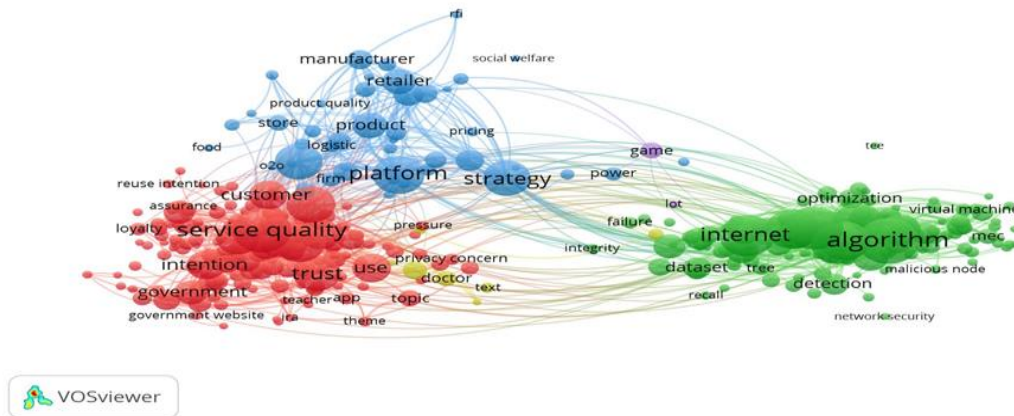 rfi
manufacturer
social welfare
retailer
product quality
store
product
pricing
logistic
food
game
tee
o2o
firm
platform
strategy
power
reuse intention
customer
optimization
assurance
lot
virtual machine
loyalty
service quality
pressure
failure
internet
algorithm
mec
integrity
intention
privacy concern
trust
use
doctor
dataset
tree
malicious node
government
text
detection
teacher
app
topic
recall
government website
ira
theme
network security
VOSviewer